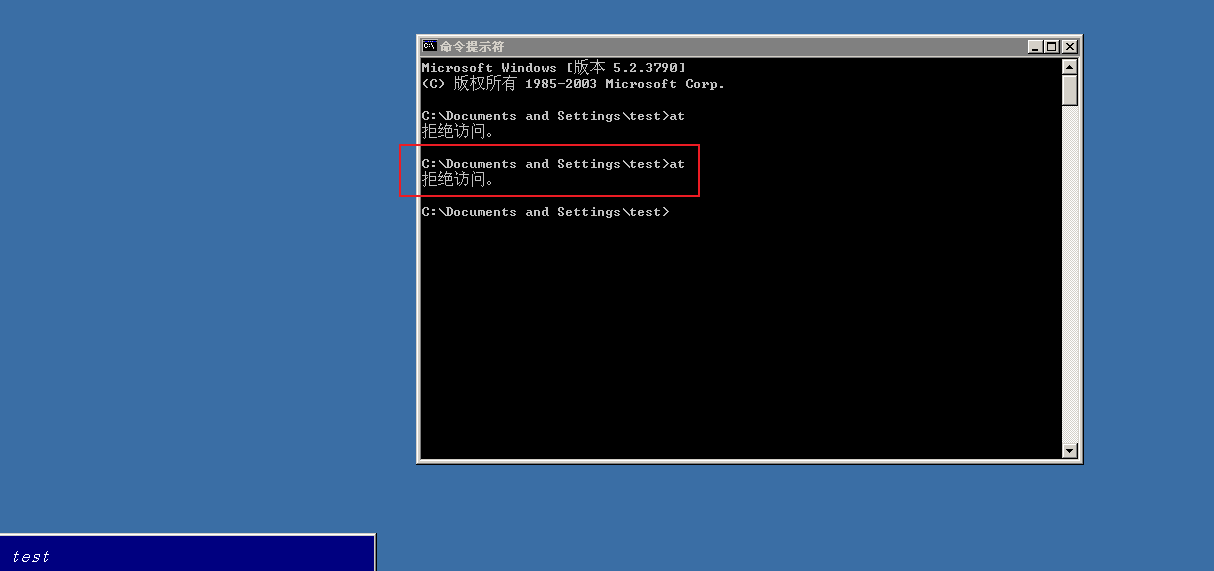 命令提示符
Microsoft Windows [版本 5.2.3790]
(C) 版权所有 1985-2003 Microsoft Corp.
C:\Documents and Settings\test>at
拒绝访问。
C:\Documents and Settings\test>at
拒绝访问。
C:\Documents and Settings\test>
test